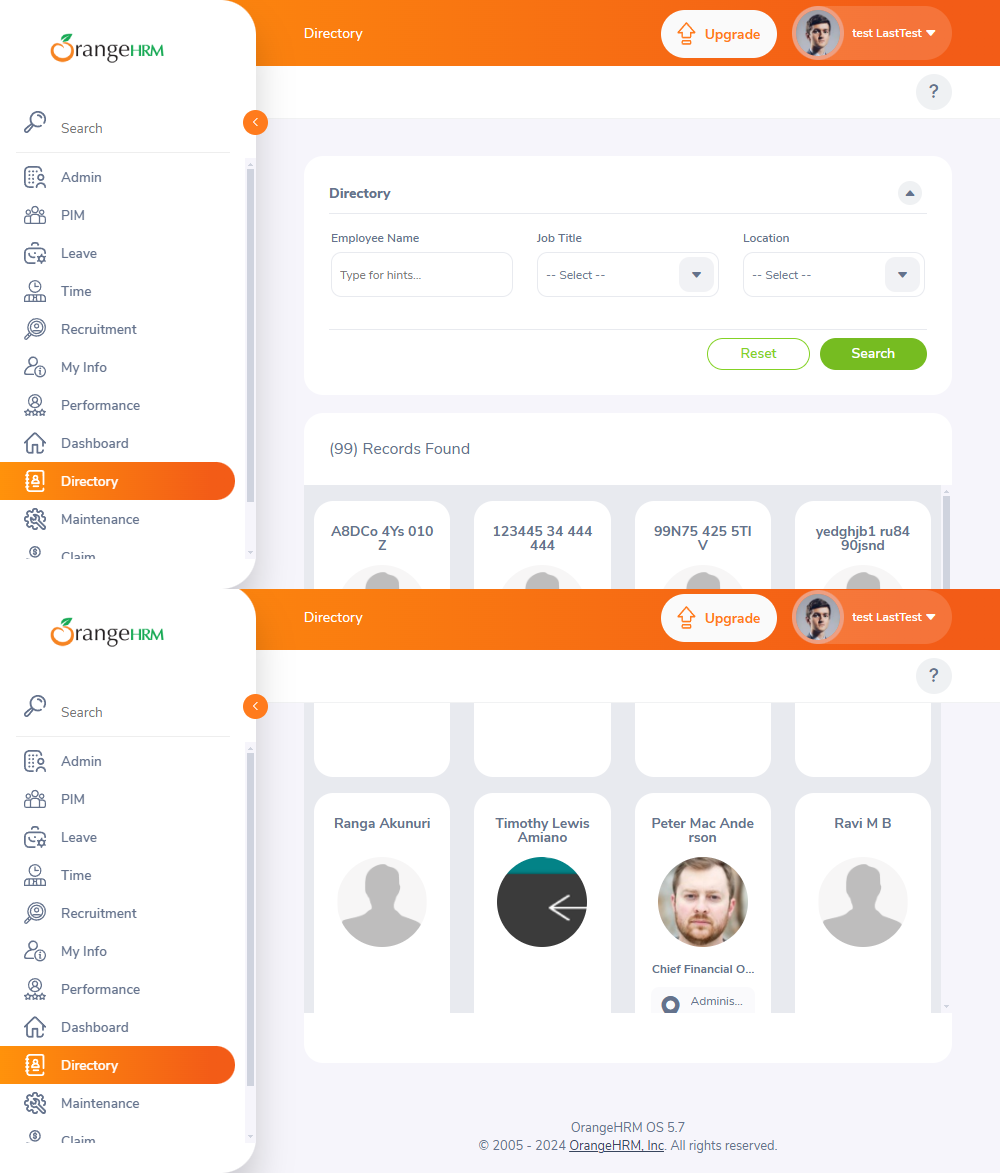 OrangeHRM
Directory
Upgrade
test LastTest
?
Search
Admin
PIM
Leave
Time
Recruitment
My Info
Performance
Dashboard
Directory
Maintenance
Claim
Directory
Employee Name
Job Title
Location
Type for hints...
-- Select --
-- Select --
Reset
Search
(99) Records Found
A8DCo 4Ys 010
Z
123445 34 444
444
99N75 425 5TI
V
yedghjb1 ru84
90jsnd
OrangeHRM
Directory
Upgrade
test LastTest
?
Search
Admin
PIM
Leave
Time
Recruitment
My Info
Performance
Dashboard
Directory
Maintenance
Claim
Ranga Akunuri
Timothy Lewis
Amiano
Peter Mac Ande
rson
Chief Financial O...
Adminis...
Ravi M B
OrangeHRM OS 5.7
© 2005 - 2024 OrangeHRM, Inc. All rights reserved.